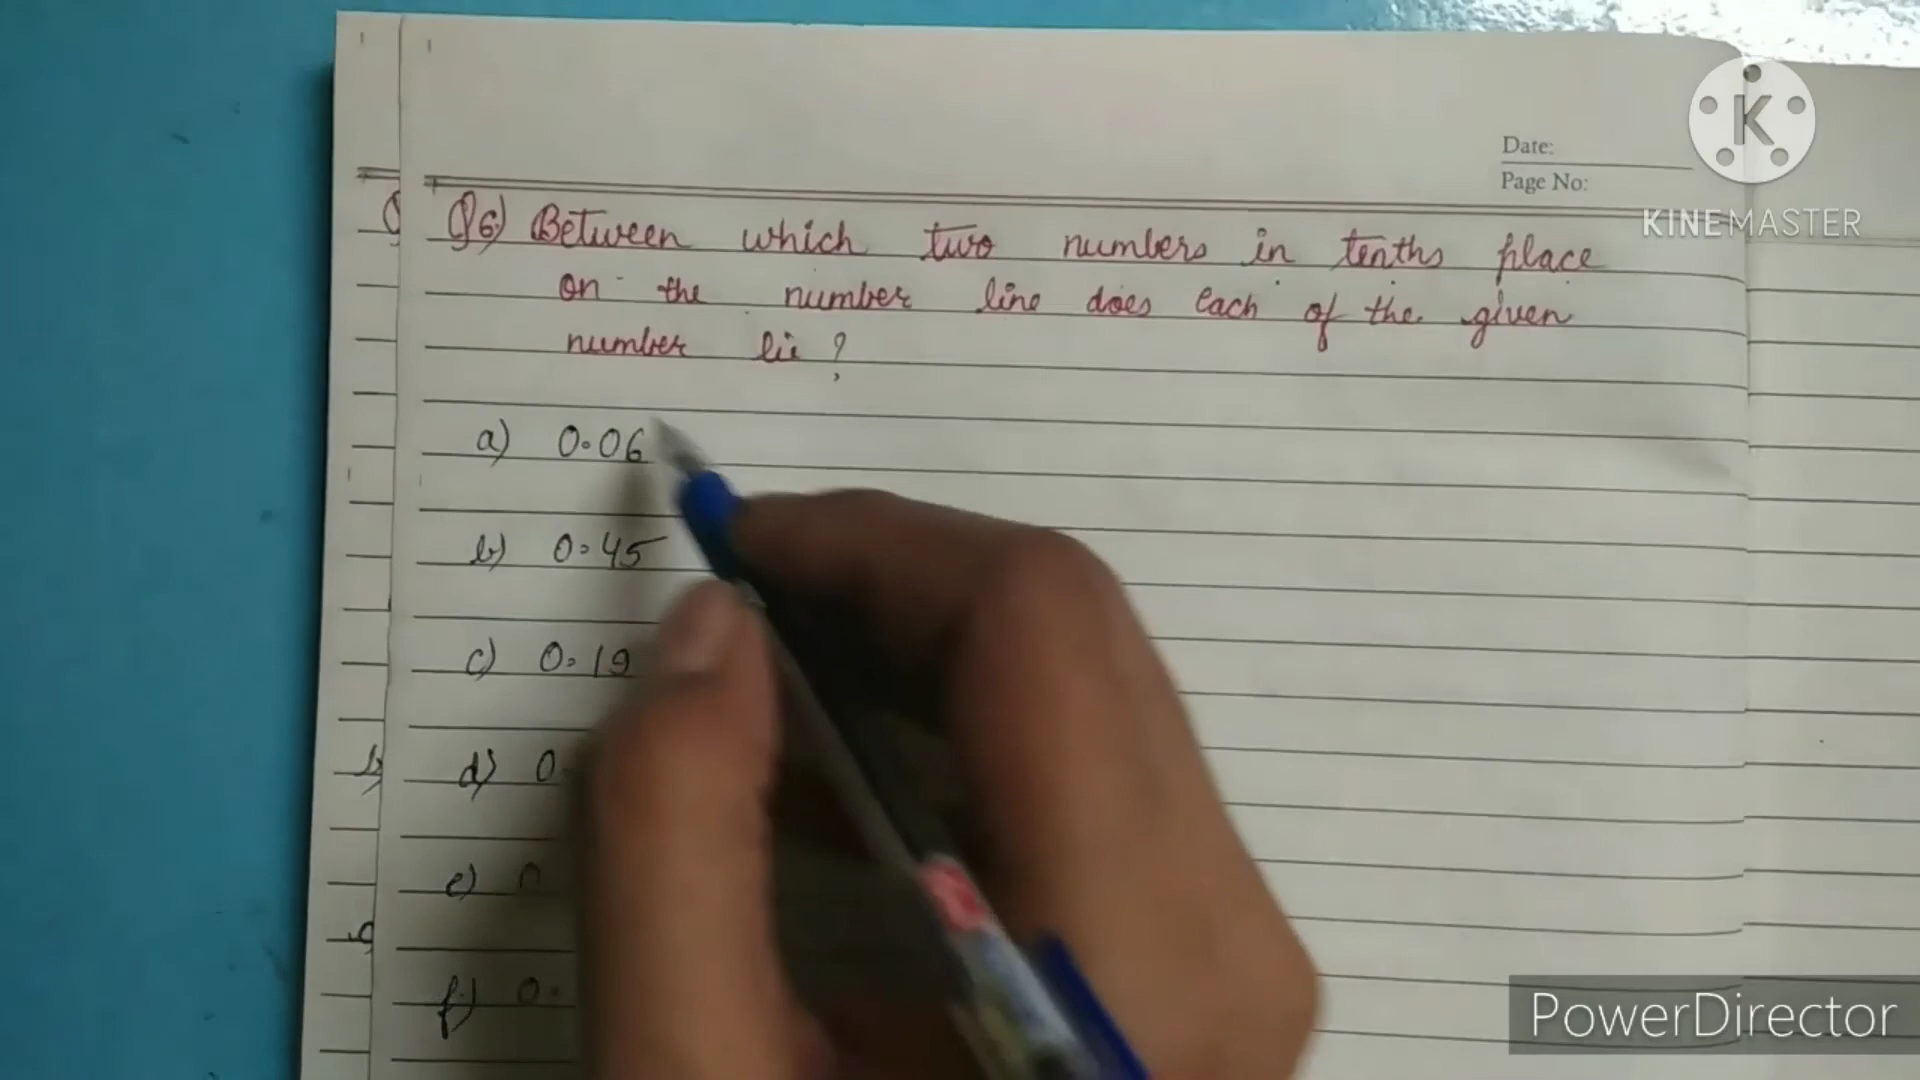 Date:
Page No:
KINEMASTER
Q6) Between which two numbers in tenths place
on the number line does each of the given
number lie ?
a) 0.06
b) 0.45
c) 0.19
d) 0.
e)
f) 0.
PowerDirector